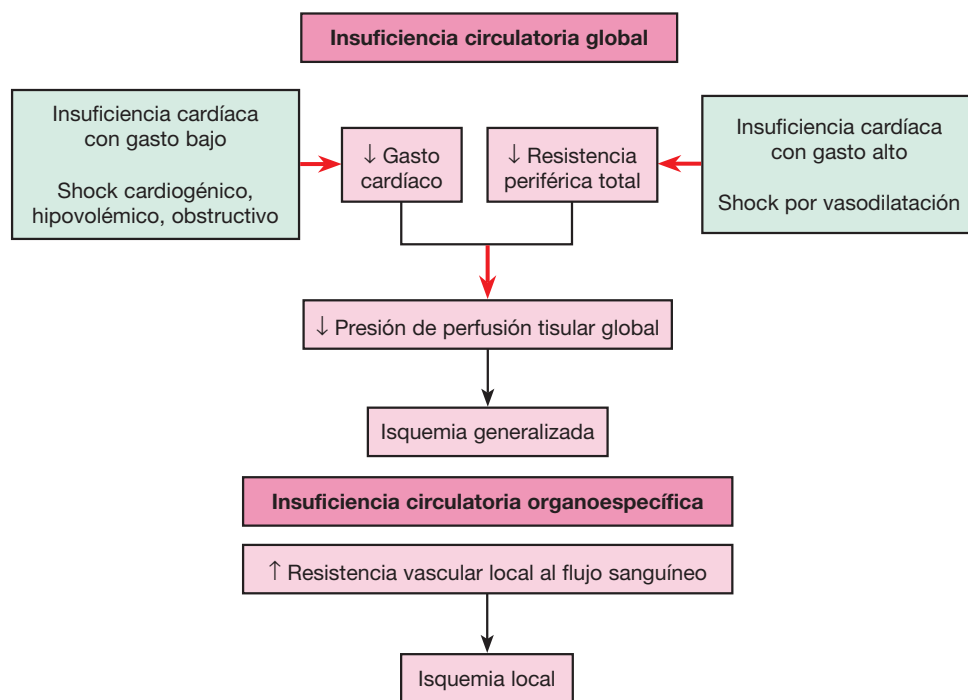 Insuficiencia circulatoria global
Insuficiencia cardíaca
con gasto bajo
Shock cardiogénico,
hipovolémico, obstructivo
↓ Gasto
cardíaco
↓ Resistencia
periférica total
Insuficiencia cardíaca
con gasto alto
Shock por vasodilatación
↓ Presión de perfusión tisular global
Isquemia generalizada
Insuficiencia circulatoria organoespecífica
↑ Resistencia vascular local al flujo sanguíneo
Isquemia local